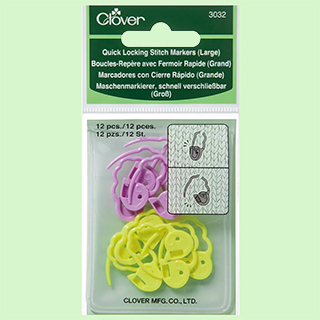 Clover
3032
Quick Locking Stitch Markers (Large)
Boucles-Repère avec Fermoir Rapide (Grand)
Marcadores con Cierre Rápido (Grande)
Maschenmarkierer, schnell verschließbar
(Groß)
12 pcs./12 pces.
12 pzs./12 St.
CLOVER MFG. CO., LTD.